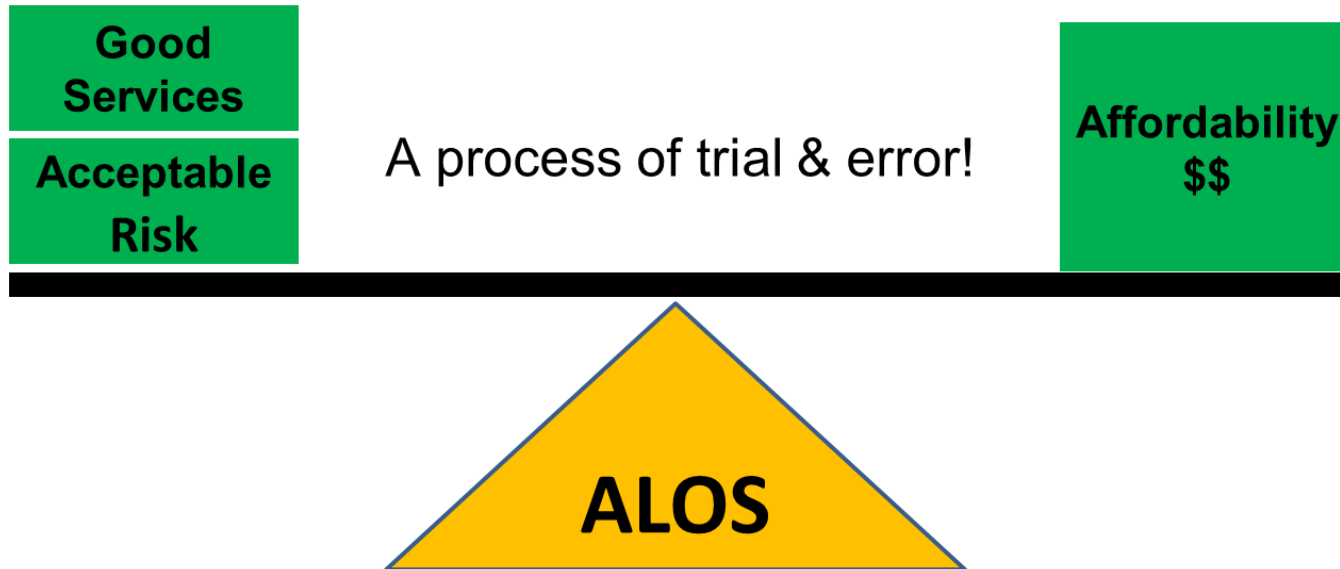 Good
Services
Acceptable
Risk
A process of trial & error!
Affordability
$$
ALOS